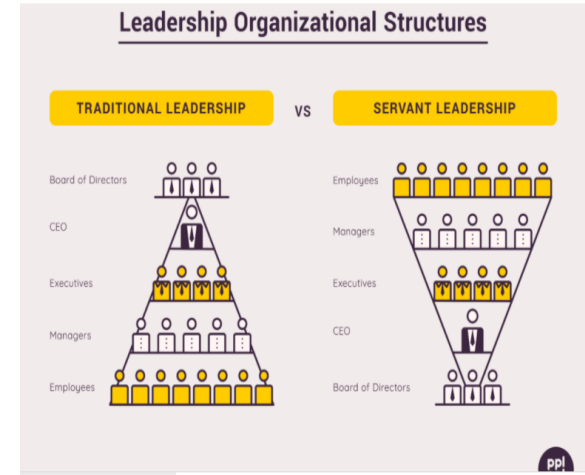 Leadership Organizational Structures
TRADITIONAL LEADERSHIP
VS
SERVANT LEADERSHIP
Board of Directors
CEO
Executives
Managers
Employees
Employees
Managers
Executives
CEO
Board of Directors
pp!